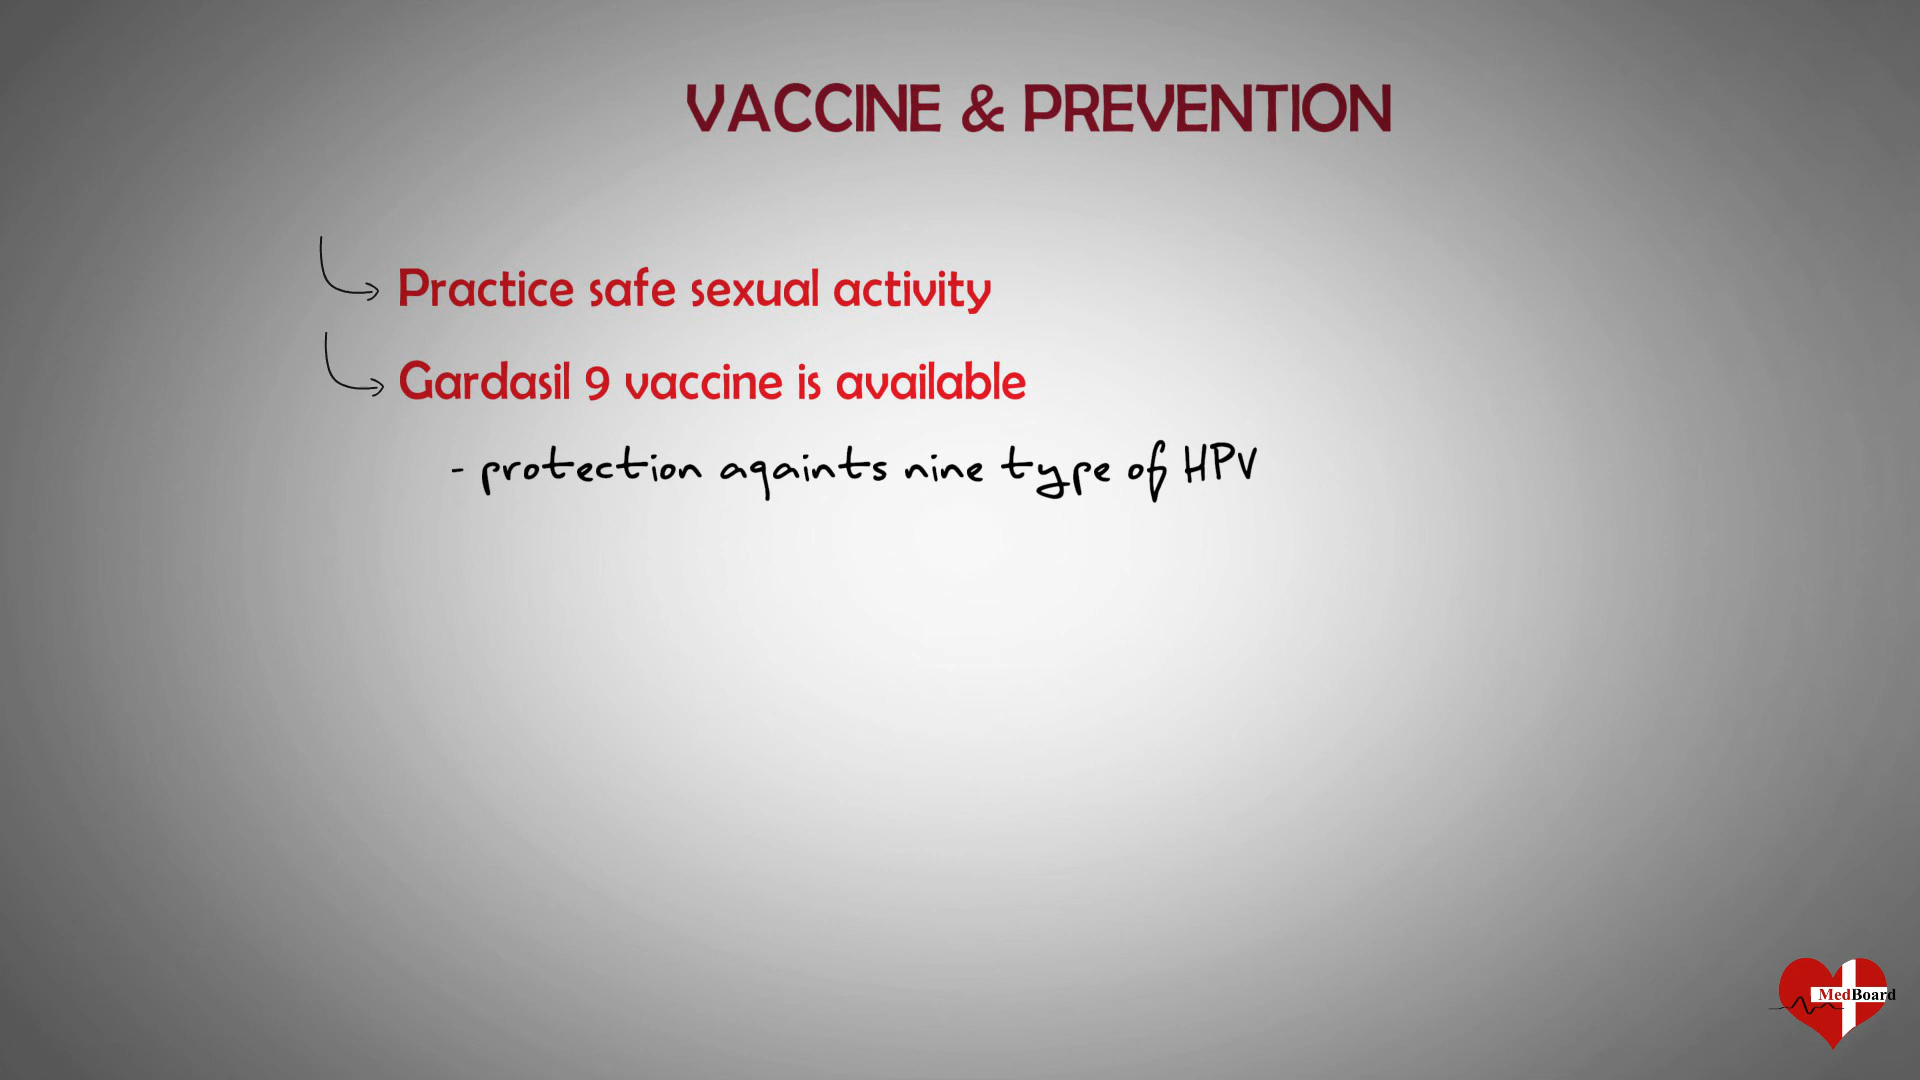 VACCINE & PREVENTION
Practice safe sexual activity
Gardasil 9 vaccine is available
- protection againts nine type of HPV
MedBoard